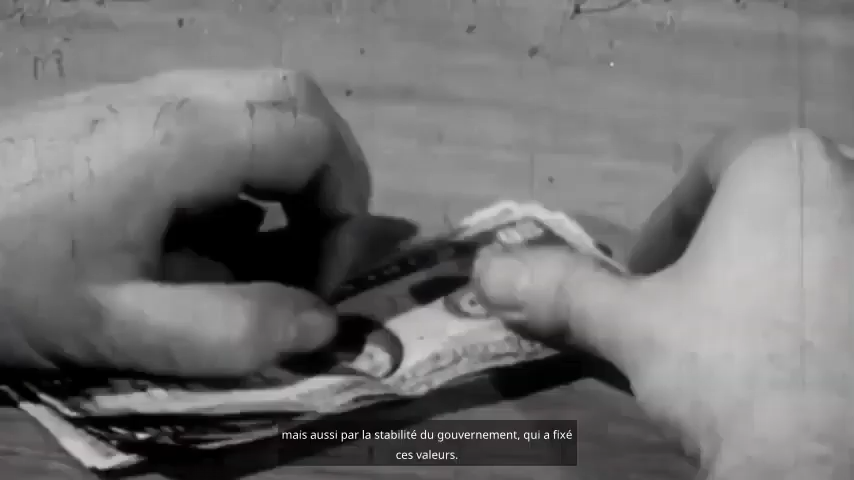 mais aussi par la stabilité du gouvernement, qui a fixé
ces valeurs.